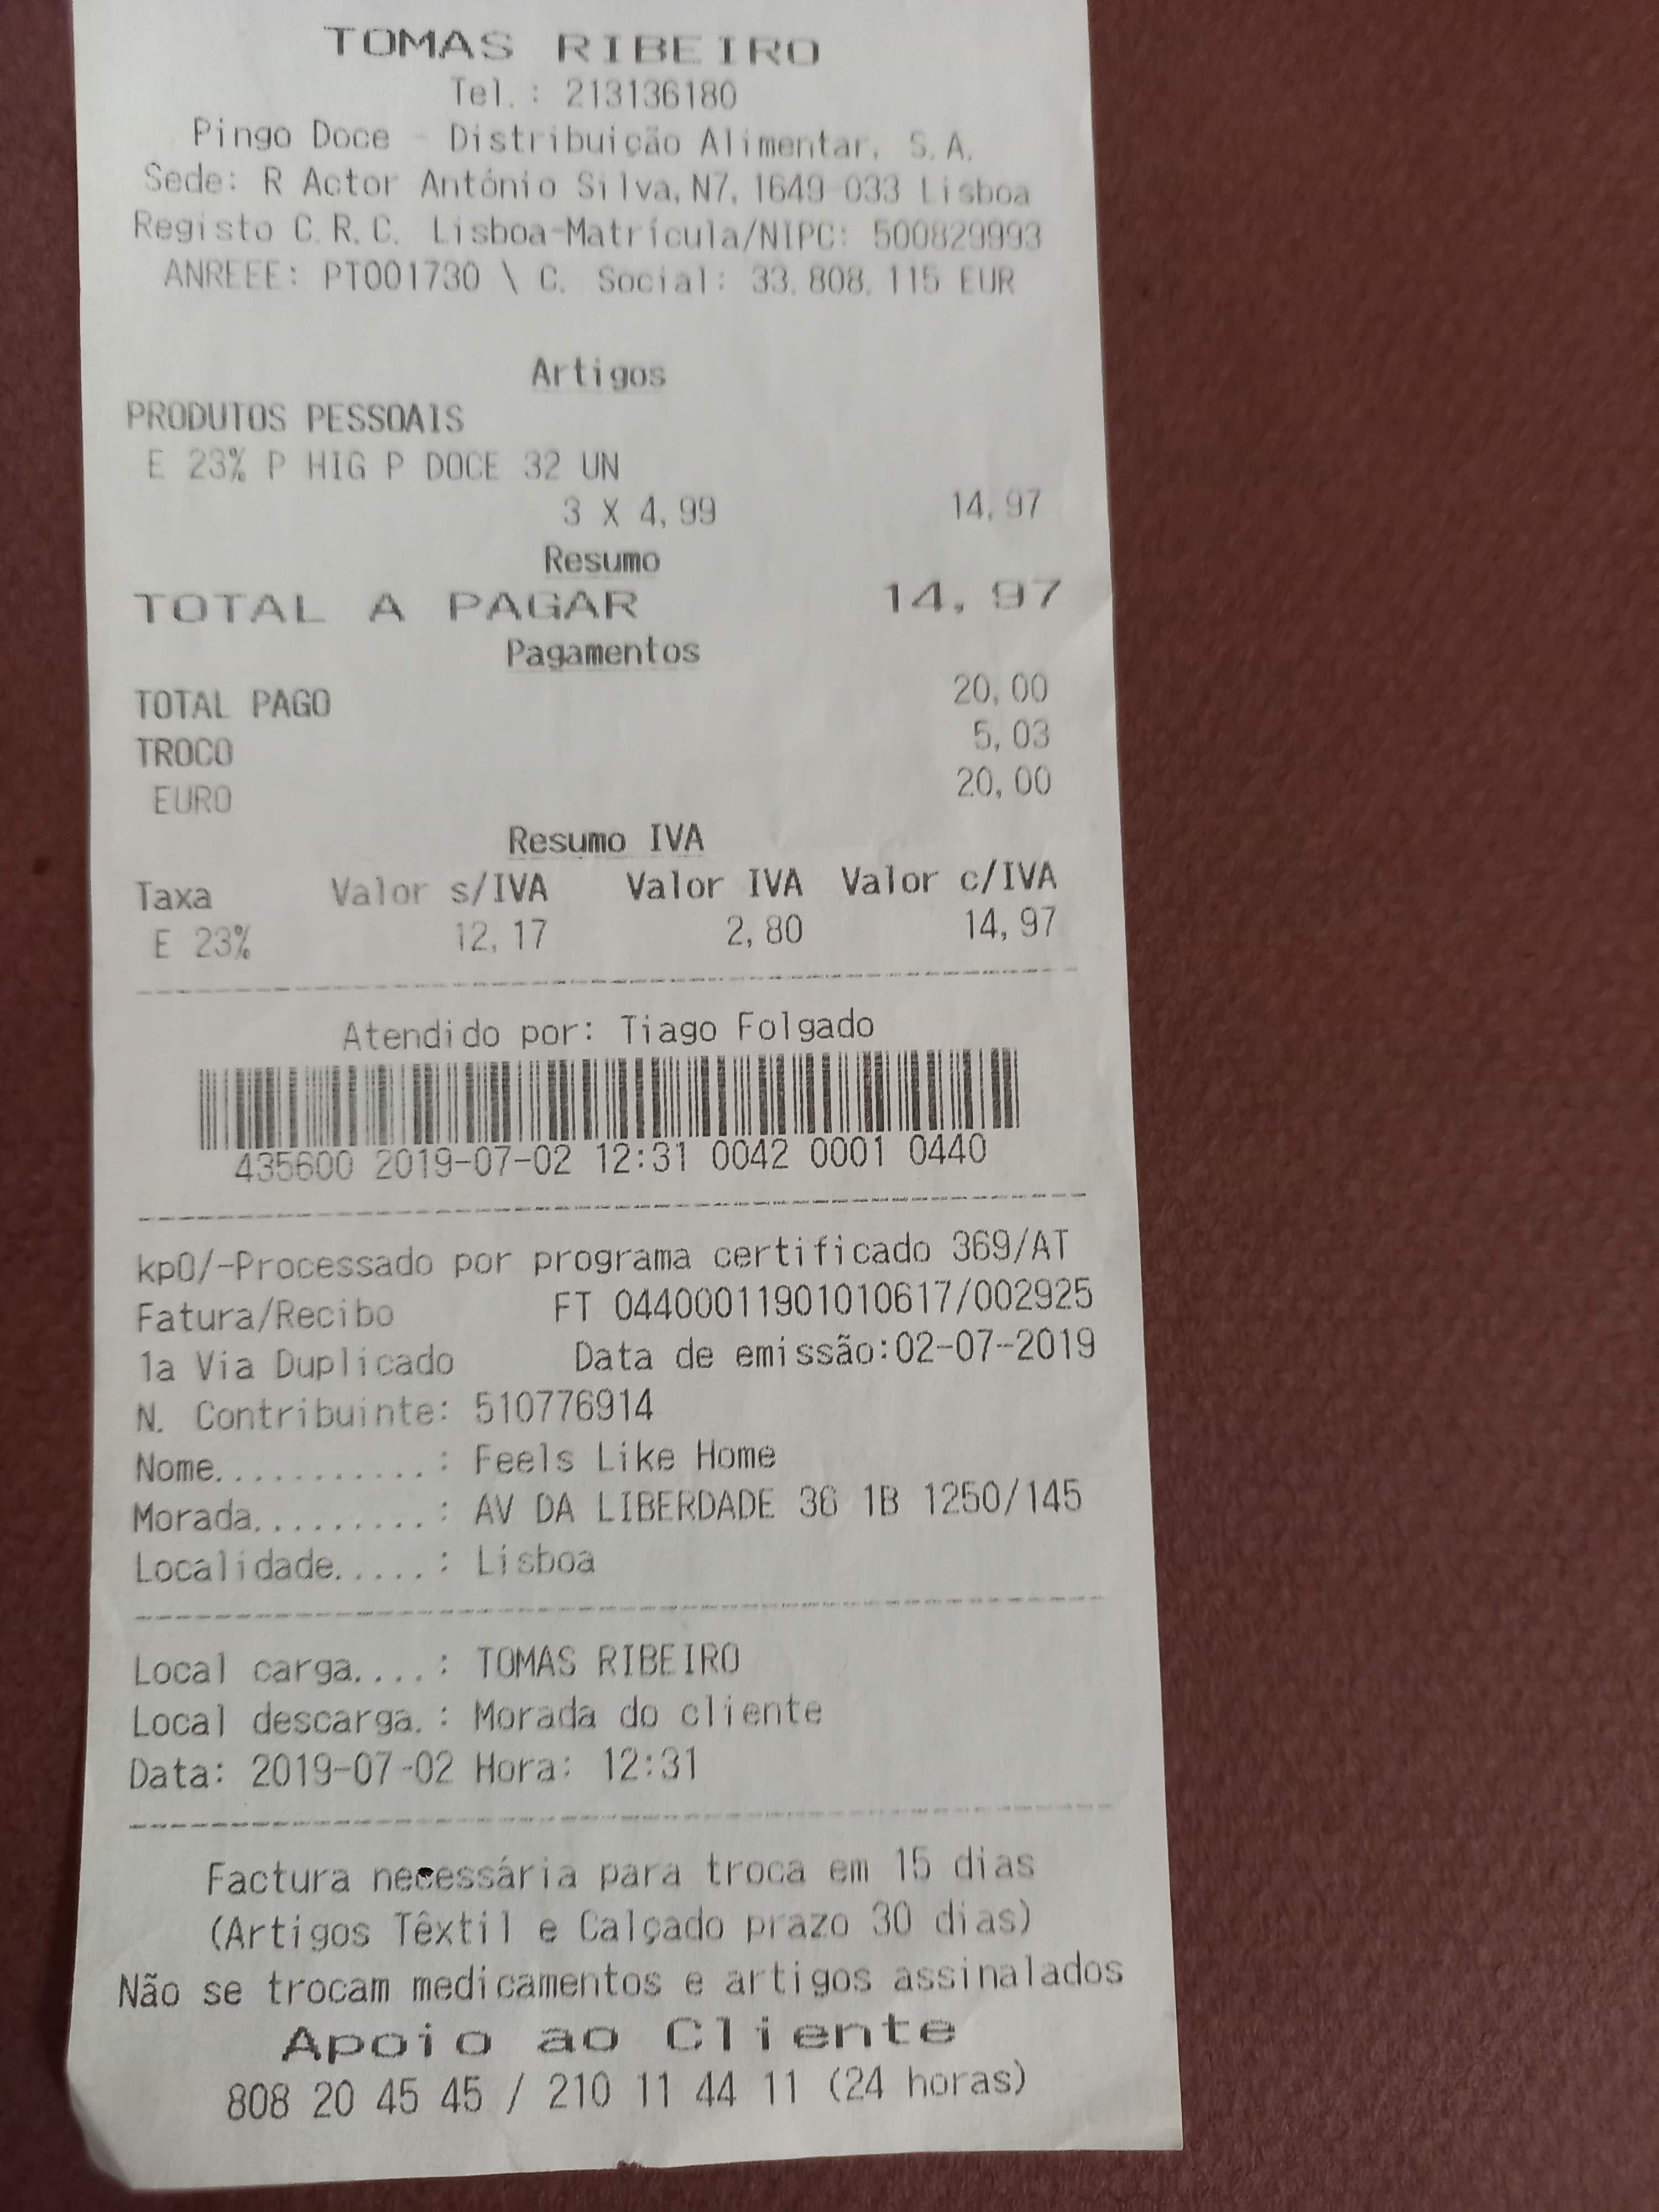 TOMAS RIBEIRO
Tel.: 213136180
Pingo Doce - Distribuição Alimentar, S.A.
Sede: R Actor António Silva,N7, 1649-033 Lisboa
Registo C.R.C. Lisboa-Matrícula/NIPC: 500829993
ANREEE: PT001730 \ C. Social: 33.808.115 EUR
Artigos
PRODUTOS PESSOAIS
E 23% P HIG P DOCE 32 UN
3 X 4,99 14,97
Resumo
TOTAL A PAGAR 14,97
Pagamentos
TOTAL PAGO 20,00
TROCO 5,03
EURO 20,00
Resumo IVA
Taxa Valor s/IVA Valor IVA Valor c/IVA
E 23% 12,17 2,80 14,97
Atendido por: Tiago Folgado
435600 2019-07-02 12:31 0042 0001 0440
kpO/-Processado por programa certificado 369/AT
Fatura/Recibo FT 04400011901010617/002925
1a Via Duplicado Data de emissão:02-07-2019
N. Contribuinte: 510776914
Nome...........: Feels Like Home
Morada.........: AV DA LIBERDADE 36 1B 1250/145
Localidade.....: Lisboa
Local carga....: TOMAS RIBEIRO
Local descarga.: Morada do cliente
Data: 2019-07-02 Hora: 12:31
Factura necessária para troca em 15 dias
(Artigos Têxtil e Calçado prazo 30 dias)
Não se trocam medicamentos e artigos assinalados
Apoio ao Cliente
808 20 45 45 / 210 11 44 11 (24 horas)